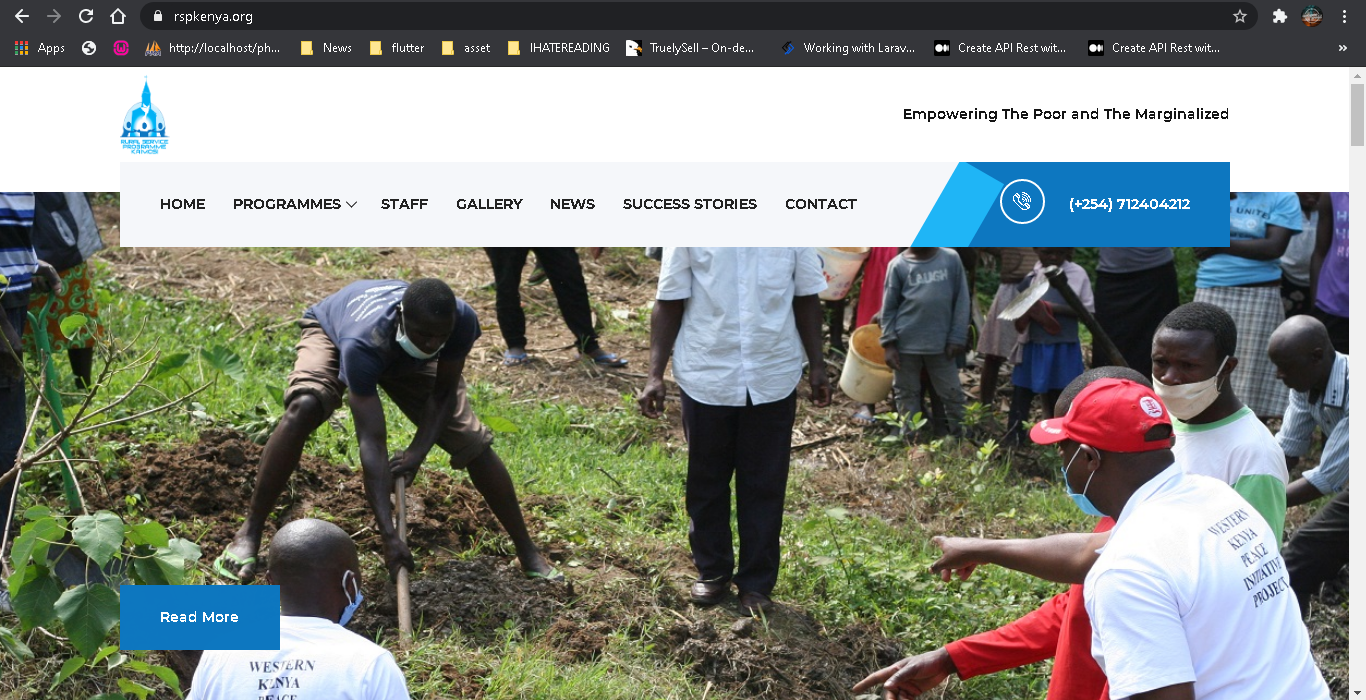 rspkenya.org
Apps
http://localhost/ph...
News
flutter
asset
IHATEREADING
TruelySell – On-de...
Working with Larav...
Create API Rest wit...
Create API Rest wit...
»
RURAL SERVICE
PROGRAMME
Empowering The Poor and The Marginalized
HOME
PROGRAMMES
STAFF
GALLERY
NEWS
SUCCESS STORIES
CONTACT
(+254) 712404212
LAUGH
WESTERN
KENYA
PEACE
INITIATIVE
PROJECT
Read More
WESTERN
KENYA
PEACE